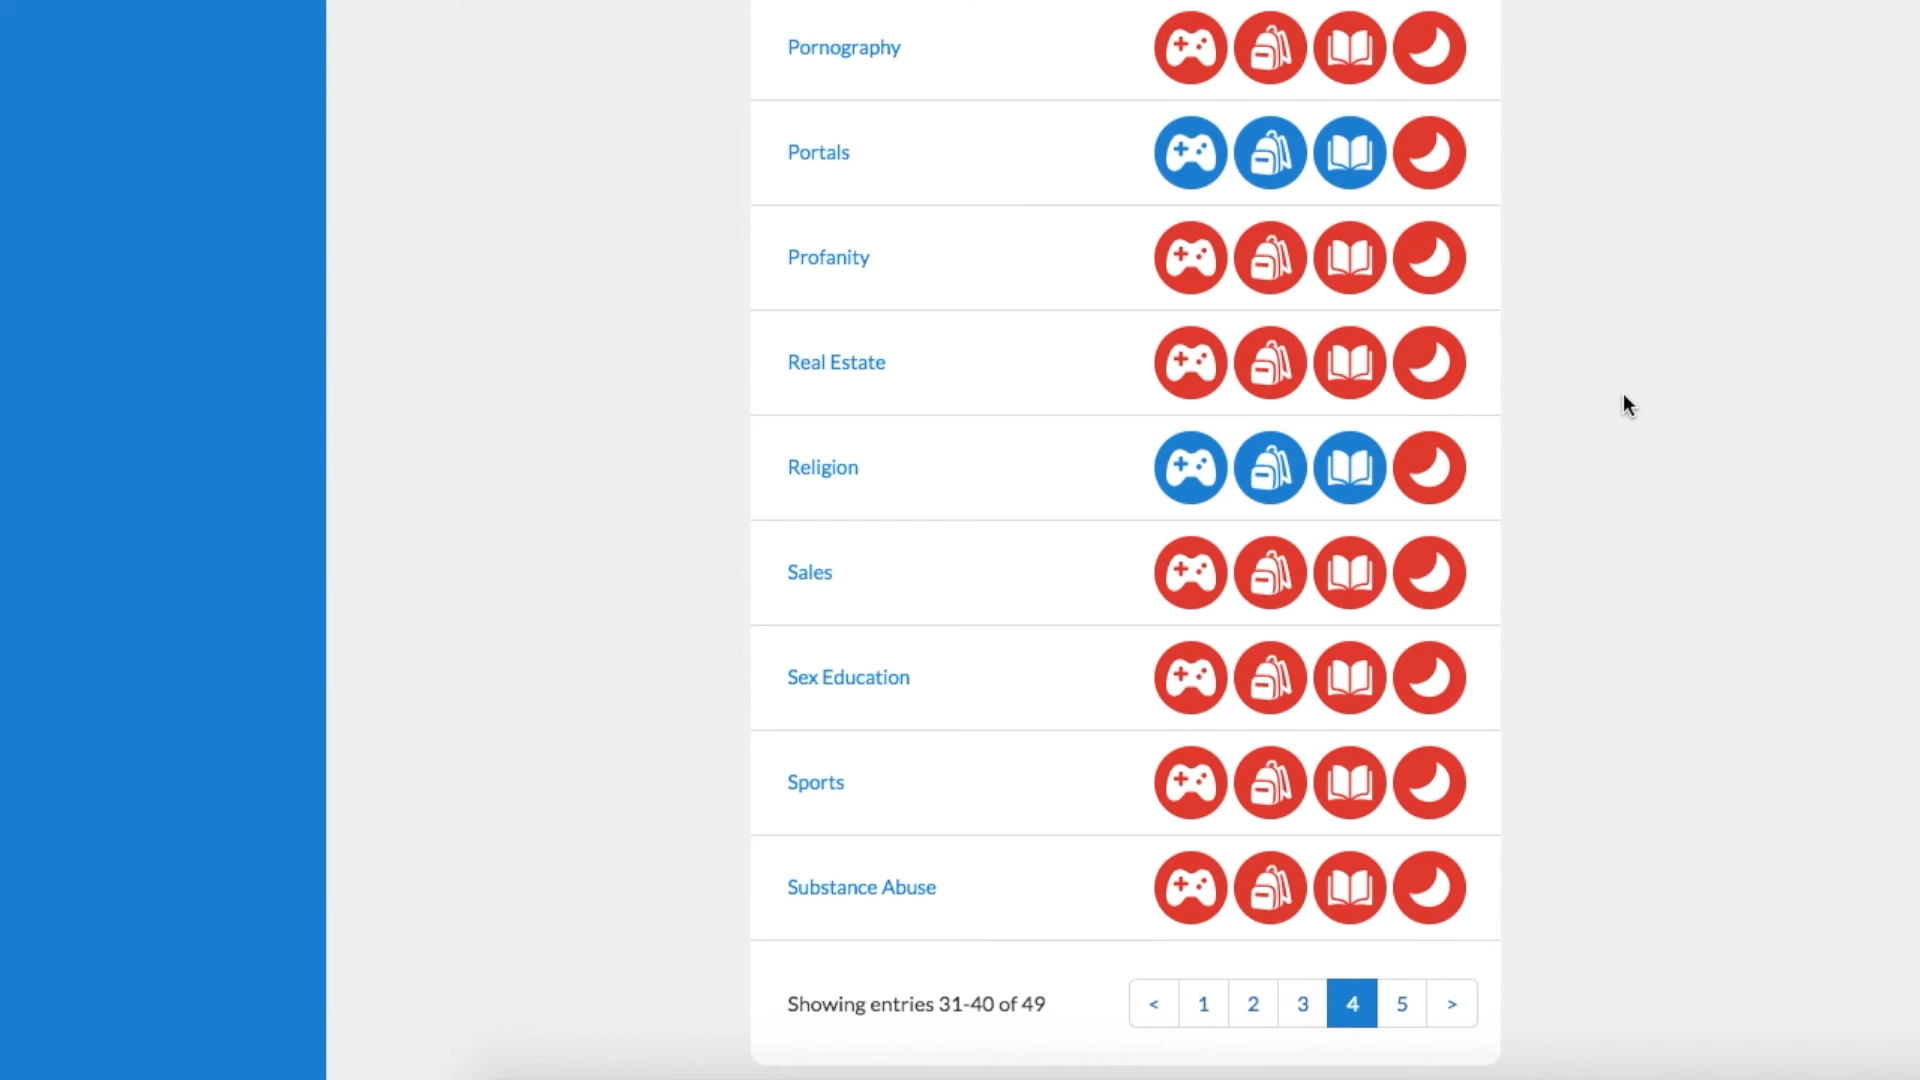 Pornography
Portals
Profanity
Real Estate
Religion
Sales
Sex Education
Sports
Substance Abuse
Showing entries 31-40 of 49 < 1 2 3 4 5 >